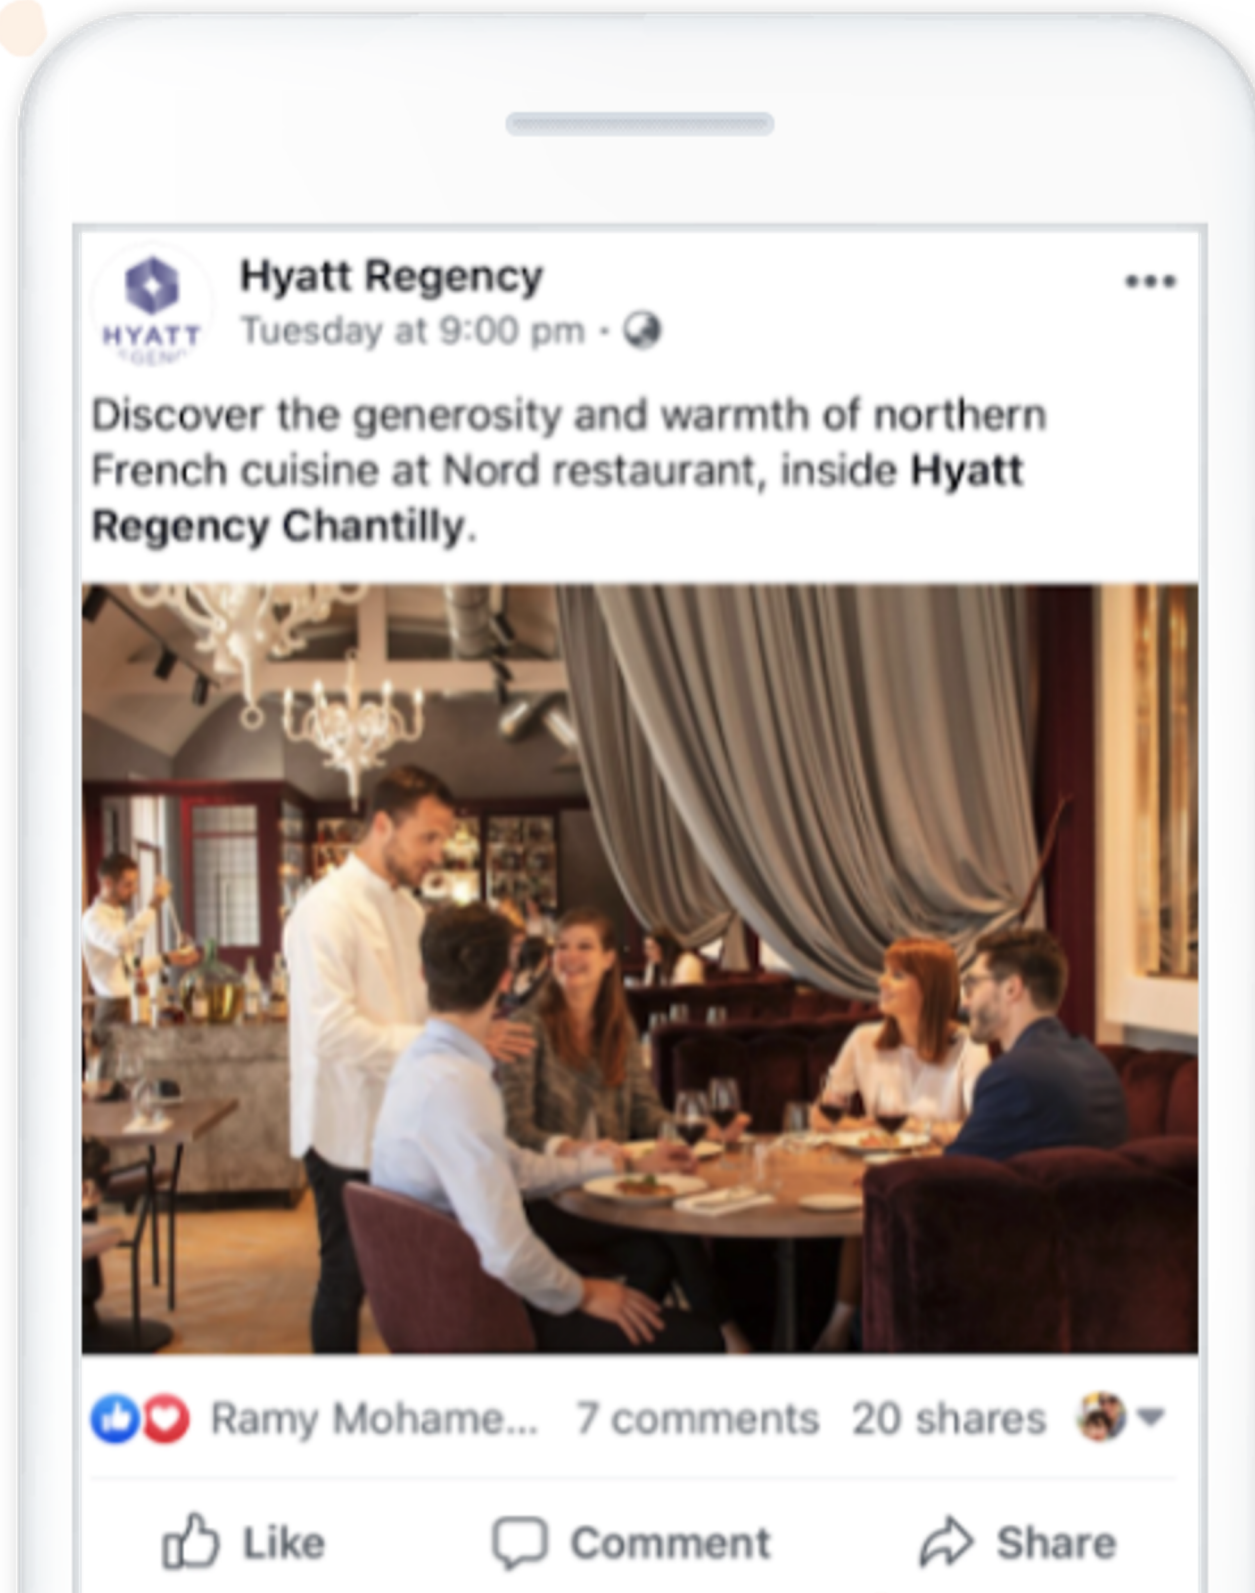 HYATT
Hyatt Regency
Tuesday at 9:00 pm ·
Discover the generosity and warmth of northern
French cuisine at Nord restaurant, inside Hyatt
Regency Chantilly.
Ramy Mohame... 7 comments 20 shares
Like Comment Share